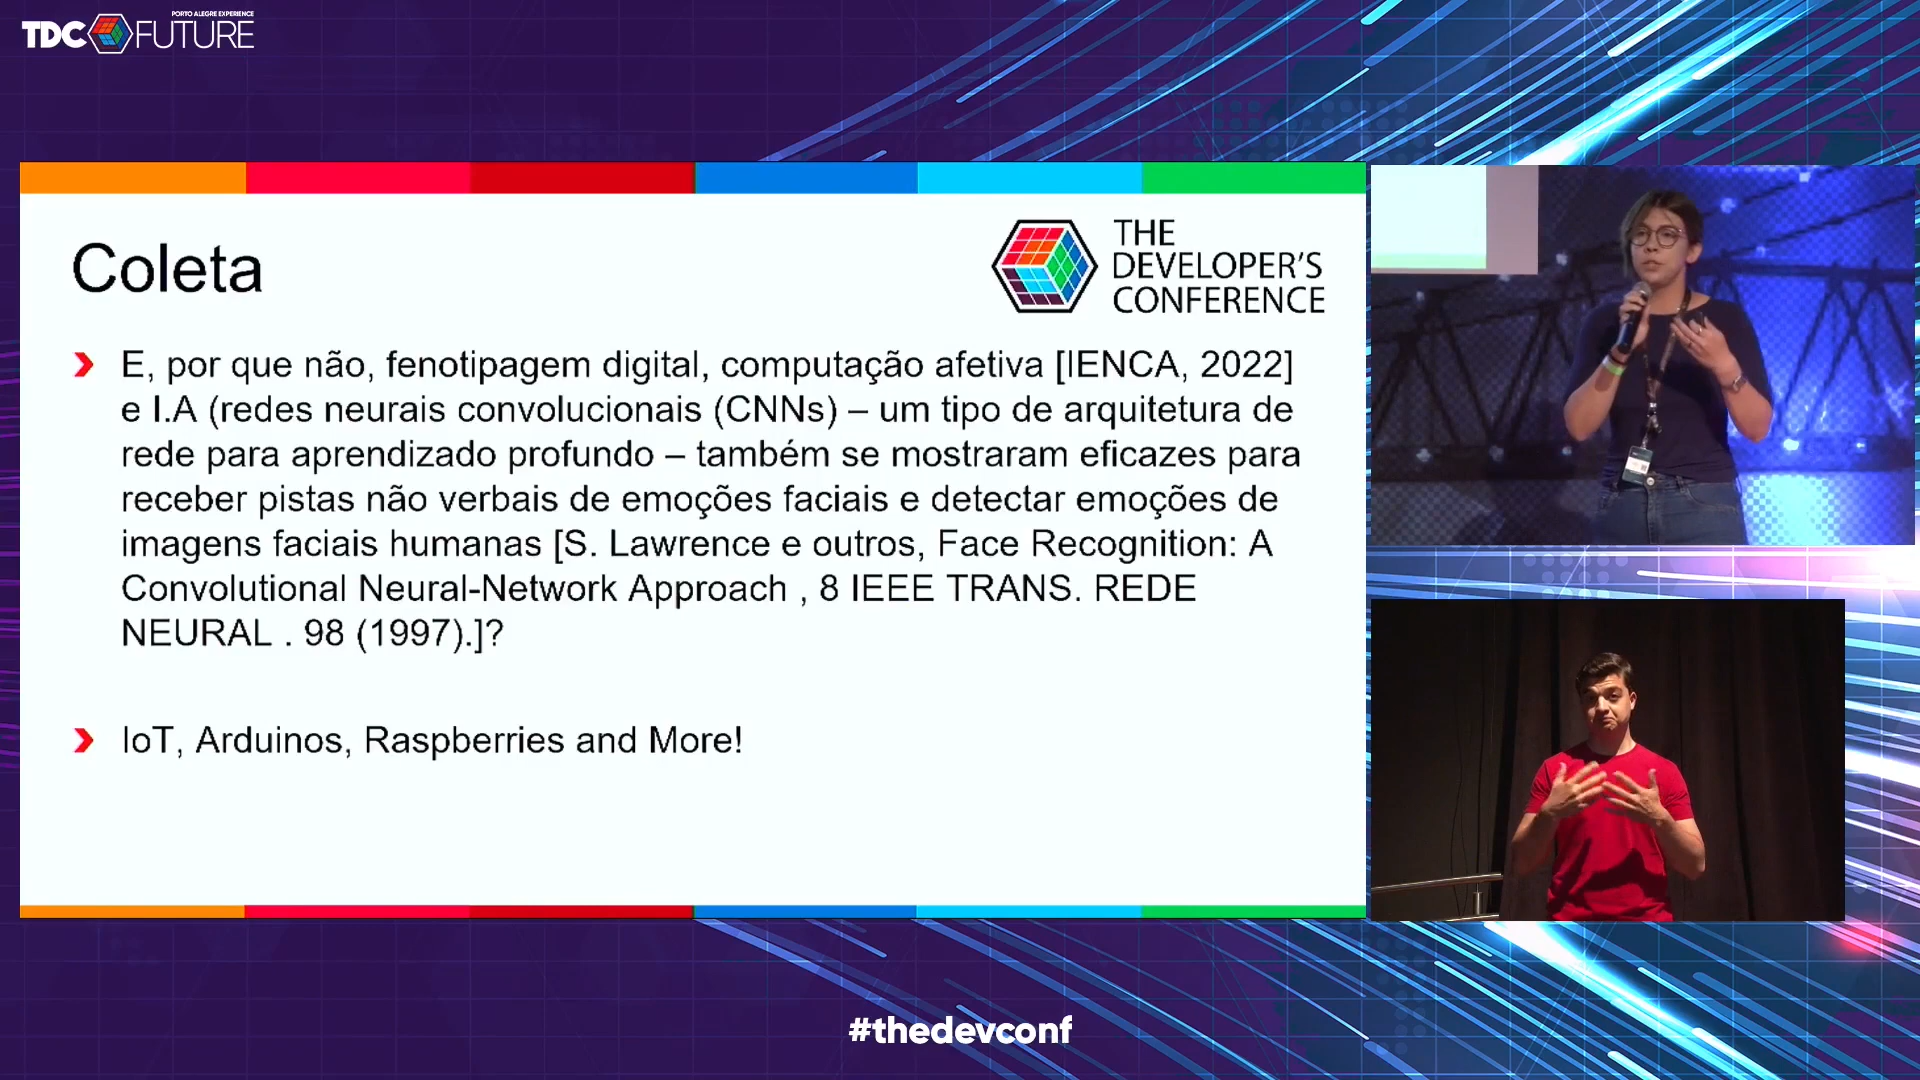 PORTO ALEGRE EXPERIENCE
TDC FUTURE
THE
DEVELOPER'S
CONFERENCE
Coleta
E, por que não, fenotipagem digital, computação afetiva [IENCA, 2022]
e I.A (redes neurais convolucionais (CNNs) – um tipo de arquitetura de
rede para aprendizado profundo – também se mostraram eficazes para
receber pistas não verbais de emoções faciais e detectar emoções de
imagens faciais humanas [S. Lawrence e outros, Face Recognition: A
Convolutional Neural-Network Approach , 8 IEEE TRANS. REDE
NEURAL . 98 (1997).]?
IoT, Arduinos, Raspberries and More!
#thedevconf